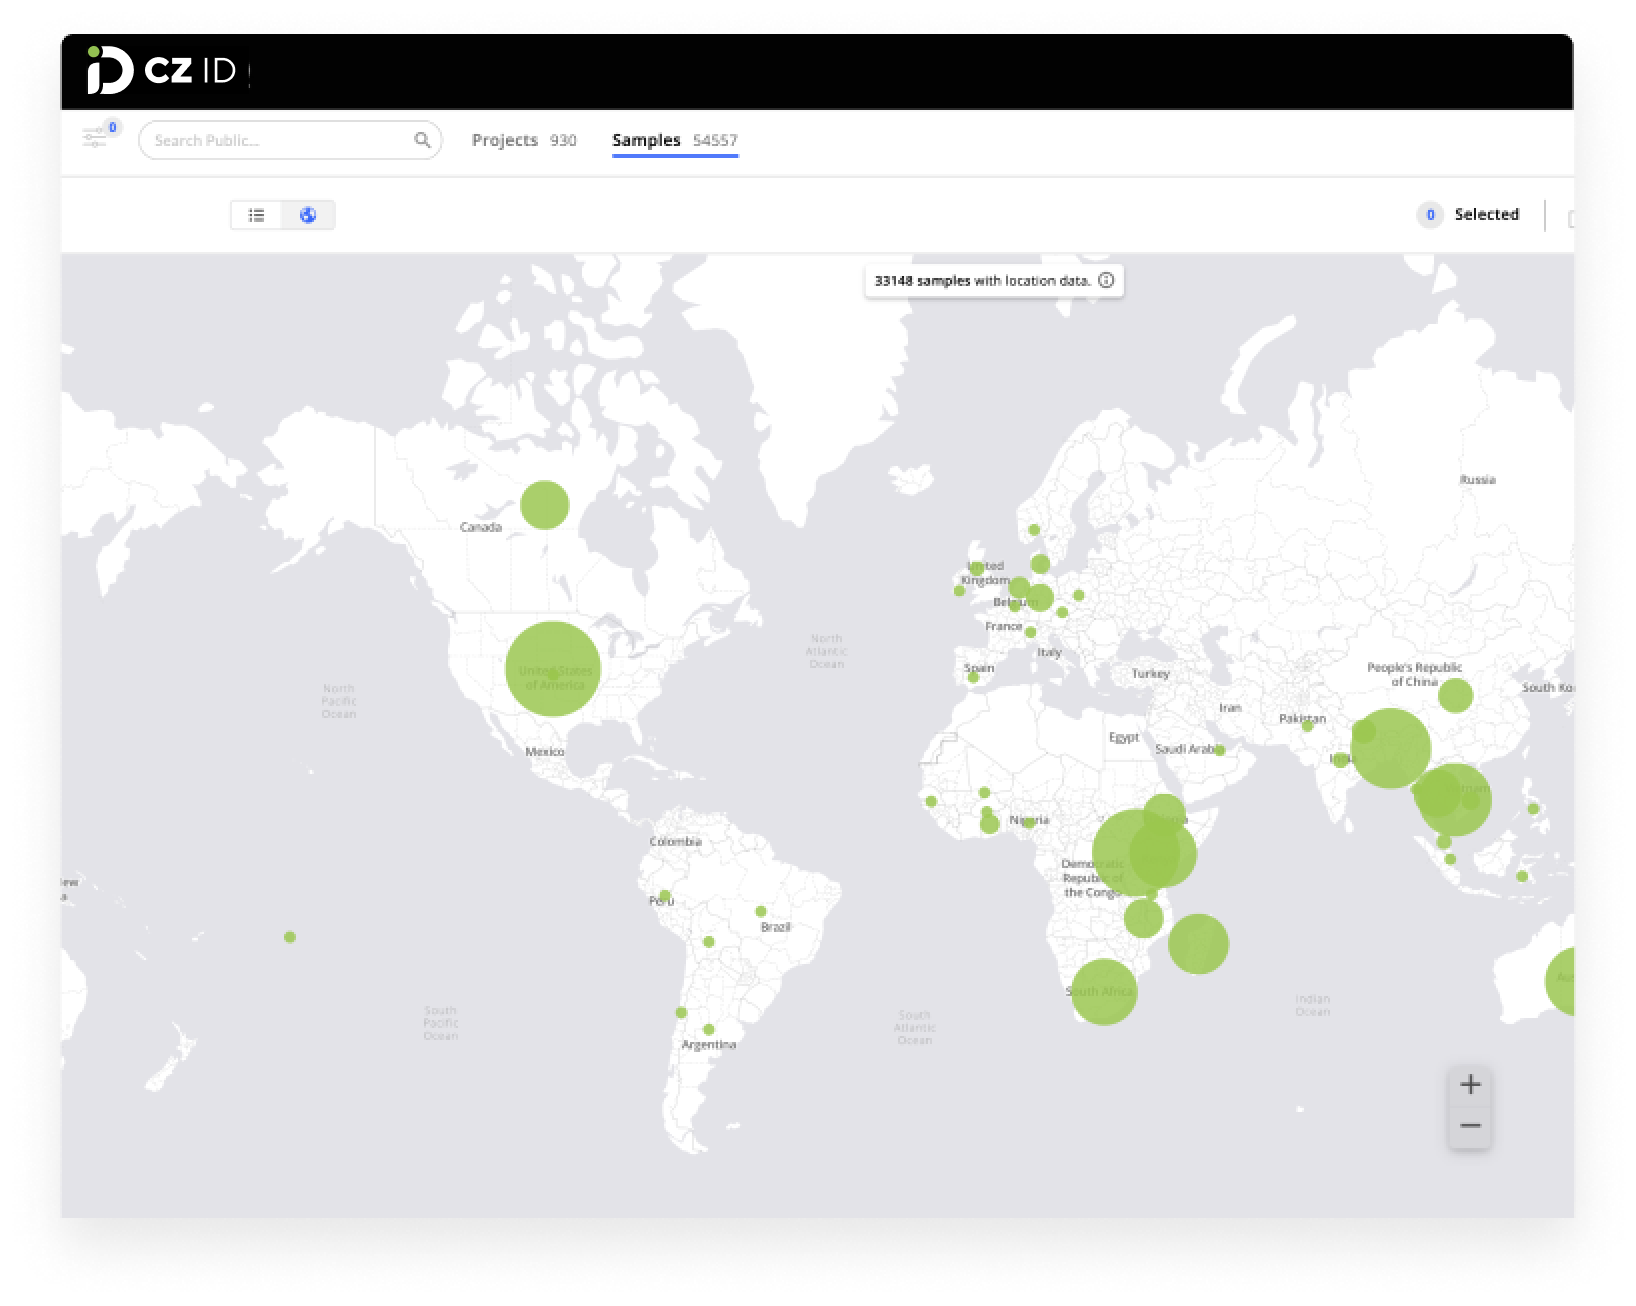 CZ ID
0
Search Public...
Projects 930
Samples 54557
0 Selected
33148 samples with location data.
Russia
Canada
United
Kingdom
Belgium
France
Italy
Spain
Turkey
North
Atlantic
Ocean
People's Republic
of China
South Ko
United States
of America
North
Pacific
Ocean
Iran
Pakistan
Egypt
Saudi Arab
Mexico
Nigeria
Colombia
Democratic
Republic of
the Congo
ew
a
Peru
Brazil
South Africa
Aus
Indian
Ocean
South
Pacific
Ocean
South
Atlantic
Ocean
Argentina
+
−